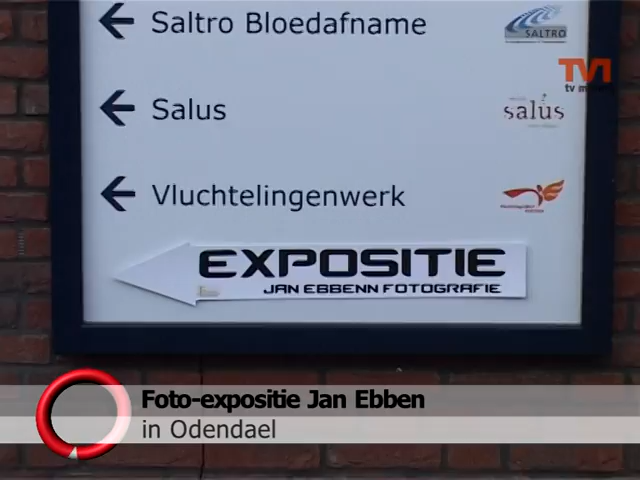 Saltro Bloedafname
SALTRO
TV1
Salus
salus
Vluchtelingenwerk
EXPOSITIE
JAN EBBENN FOTOGRAFIE
Foto-expositie Jan Ebben
in Odendael